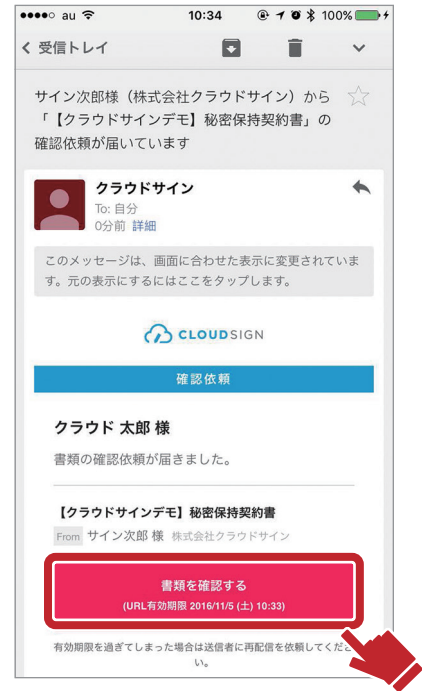 au 10:34 100%
受信トレイ
サイン次郎様（株式会社クラウドサイン）から
「【クラウドサインデモ】秘密保持契約書」の
確認依頼が届いています
クラウドサイン
To: 自分
0分前 詳細
このメッセージは、画面に合わせた表示に変更されていま
す。元の表示にするにはここをタップします。
CLOUDSIGN
確認依頼
クラウド 太郎 様
書類の確認依頼が届きました。
【クラウドサインデモ】秘密保持契約書
From サイン次郎 様 株式会社クラウドサイン
書類を確認する
(URL有効期限 2016/11/5 (土) 10:33)
有効期限を過ぎてしまった場合は送信者に再配信を依頼してくださ
い。